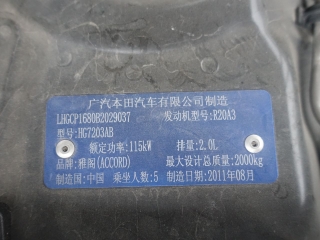 广汽本田汽车有限公司制造
LHGCP1680B2029037 发动机型号:R20A3
型号:HG7203AB
额定功率:115kW 排量:2.0L
品牌:雅阁(ACCORD) 最大设计总质量:2000kg
制造国:中国 乘坐人数:5 制造日期:2011年08月